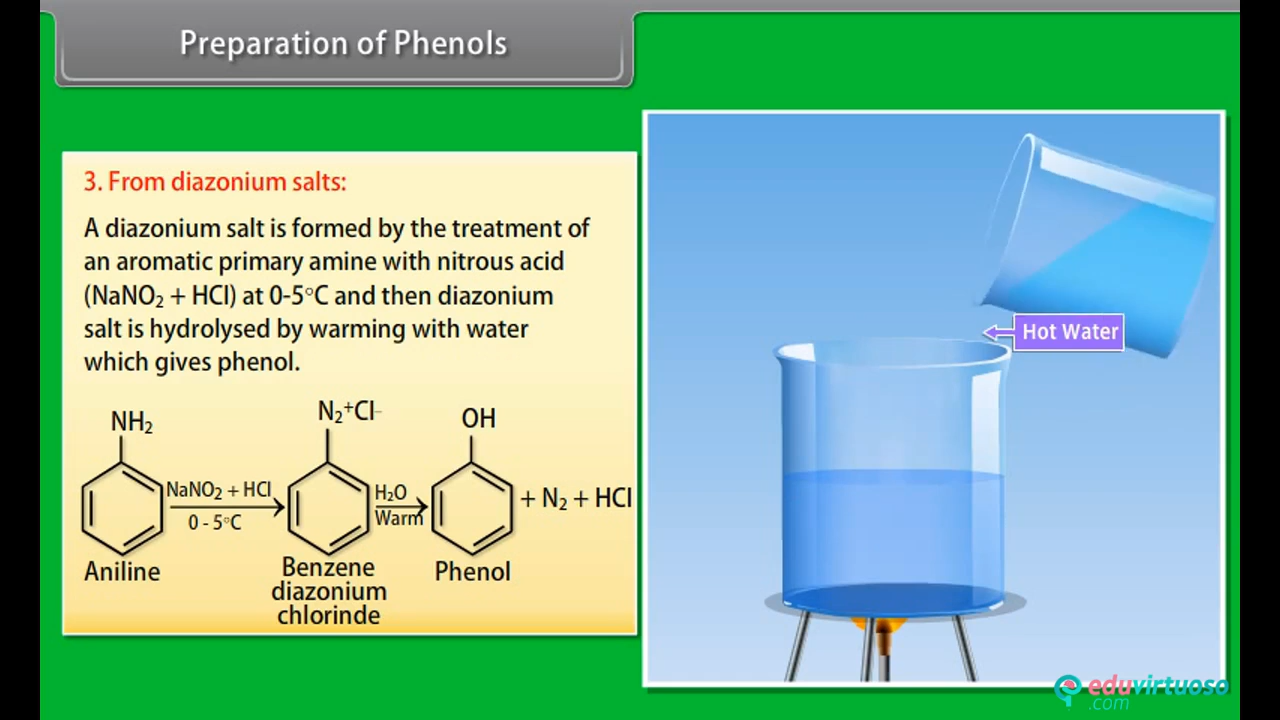 Preparation of Phenols
3. From diazonium salts:
A diazonium salt is formed by the treatment of
an aromatic primary amine with nitrous acid
(NaNO₂ + HCl) at 0-5°C and then diazonium
salt is hydrolysed by warming with water
which gives phenol.
NH₂
N₂⁺Cl⁻
OH
NaNO₂ + HCl
0 - 5°C
H₂O
Warm
+ N₂ + HCl
Aniline
Benzene
diazonium
chlorinde
Phenol
Hot Water
eduvirtuoso
.com